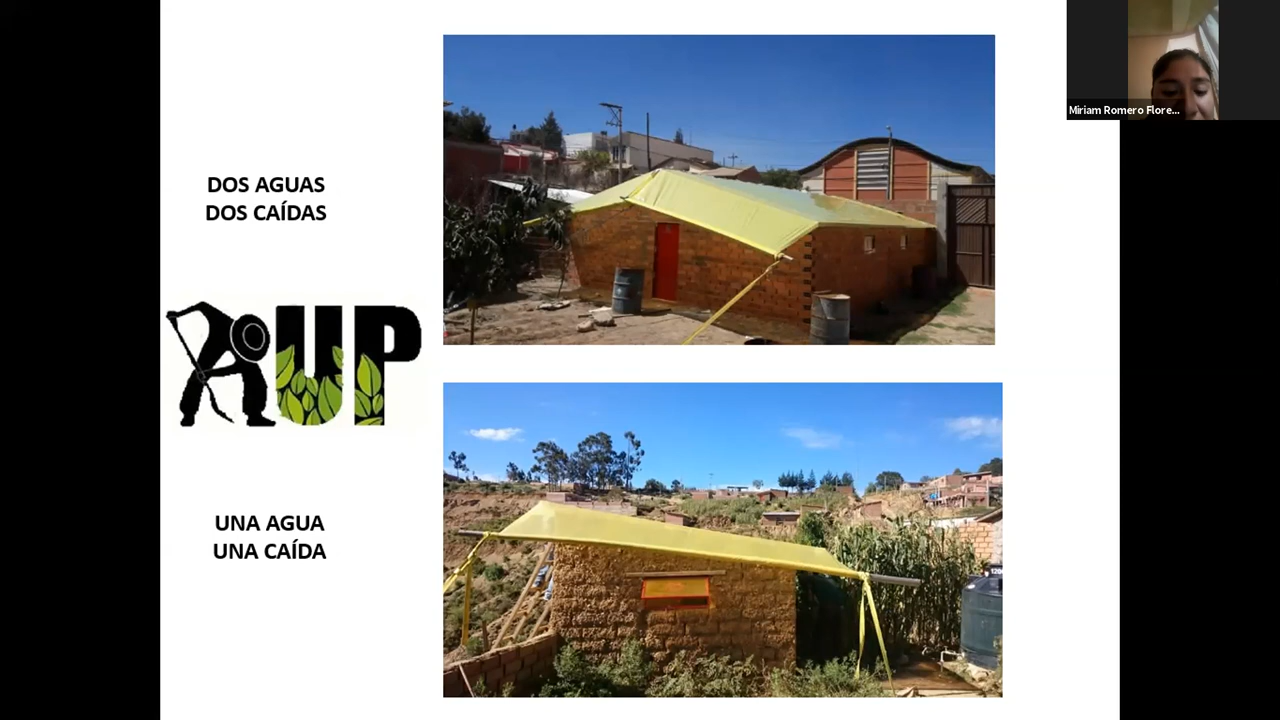 DOS AGUAS
DOS CAÍDAS
UP
UNA AGUA
UNA CAÍDA
Miriam Romero Flore...